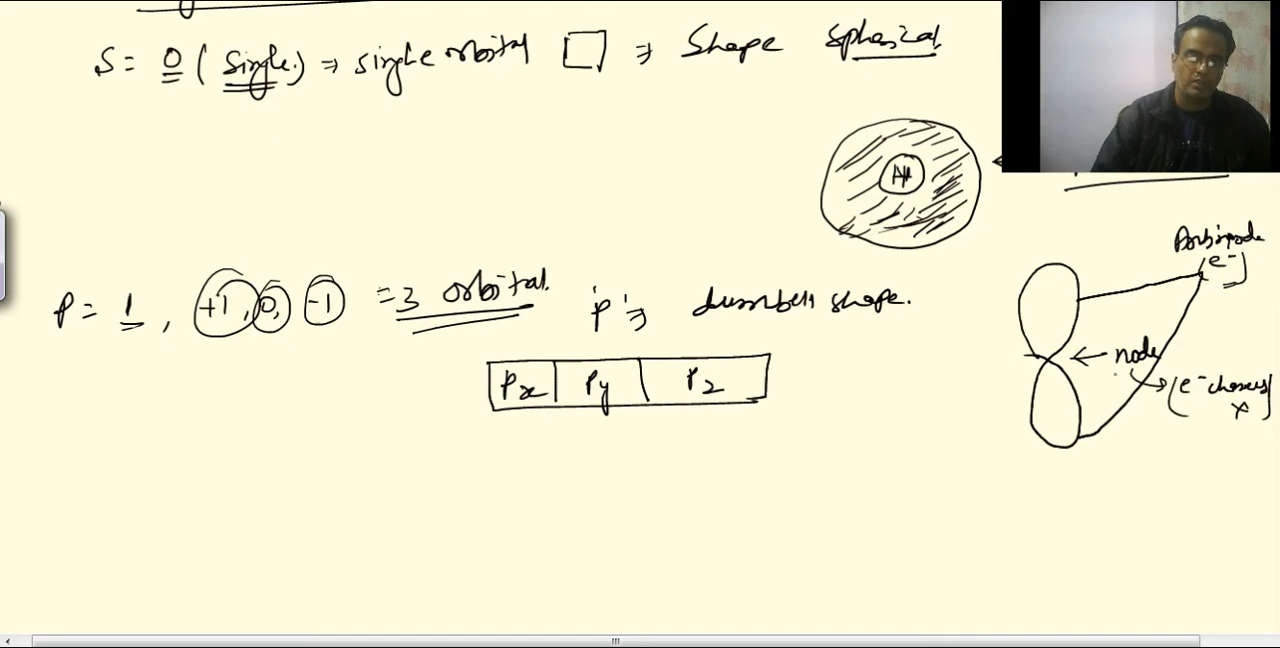 S = 0 (single) ⇒ single orbital ⇒ Shape spherical
Antinode
(e-)
P = 1, +1, 0, -1 = 3 orbital. 'p' ⇒ dumbbell shape.
← node
Px Py Pz
(e- chances x)